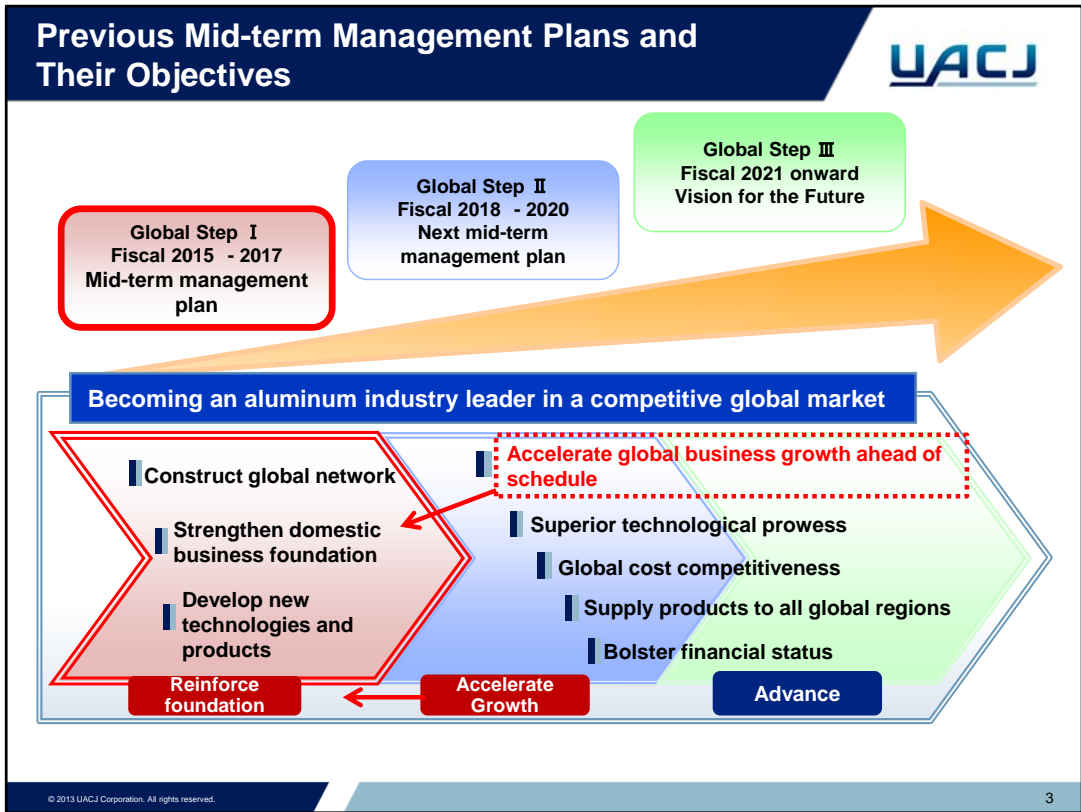 Previous Mid-term Management Plans and
Their Objectives
UACJ
Global Step Ⅰ
Fiscal 2015 - 2017
Mid-term management
plan
Global Step Ⅱ
Fiscal 2018 - 2020
Next mid-term
management plan
Global Step Ⅲ
Fiscal 2021 onward
Vision for the Future
Becoming an aluminum industry leader in a competitive global market
Construct global network
Strengthen domestic
business foundation
Develop new
technologies and
products
Accelerate global business growth ahead of
schedule
Superior technological prowess
Global cost competitiveness
Supply products to all global regions
Bolster financial status
Reinforce
foundation
Accelerate
Growth
Advance
© 2013 UACJ Corporation. All rights reserved.
3